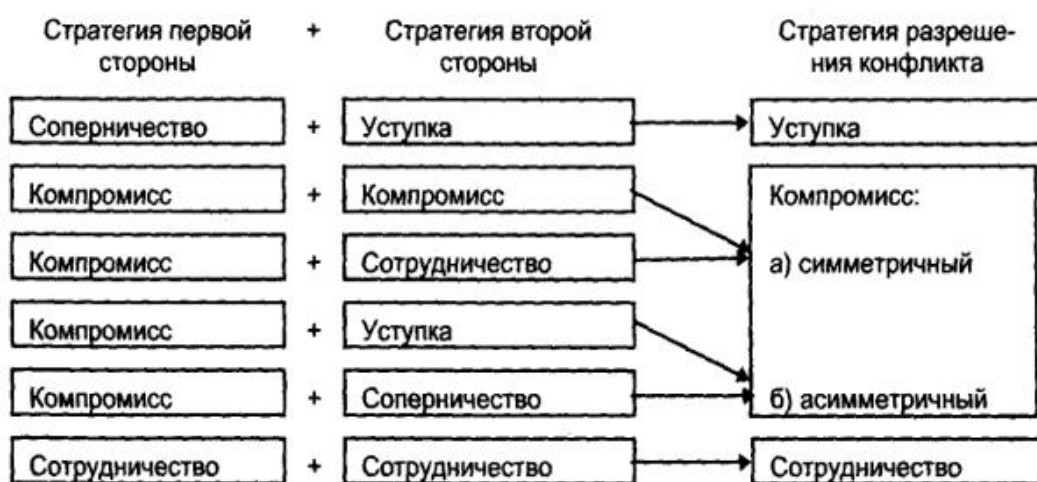 Стратегия первой + Стратегия второй Стратегия разреше-
стороны стороны ния конфликта
Соперничество + Уступка Уступка
Компромисс + Компромисс Компромисс:
Компромисс + Сотрудничество а) симметричный
Компромисс + Уступка
Компромисс + Соперничество б) асимметричный
Сотрудничество + Сотрудничество Сотрудничество